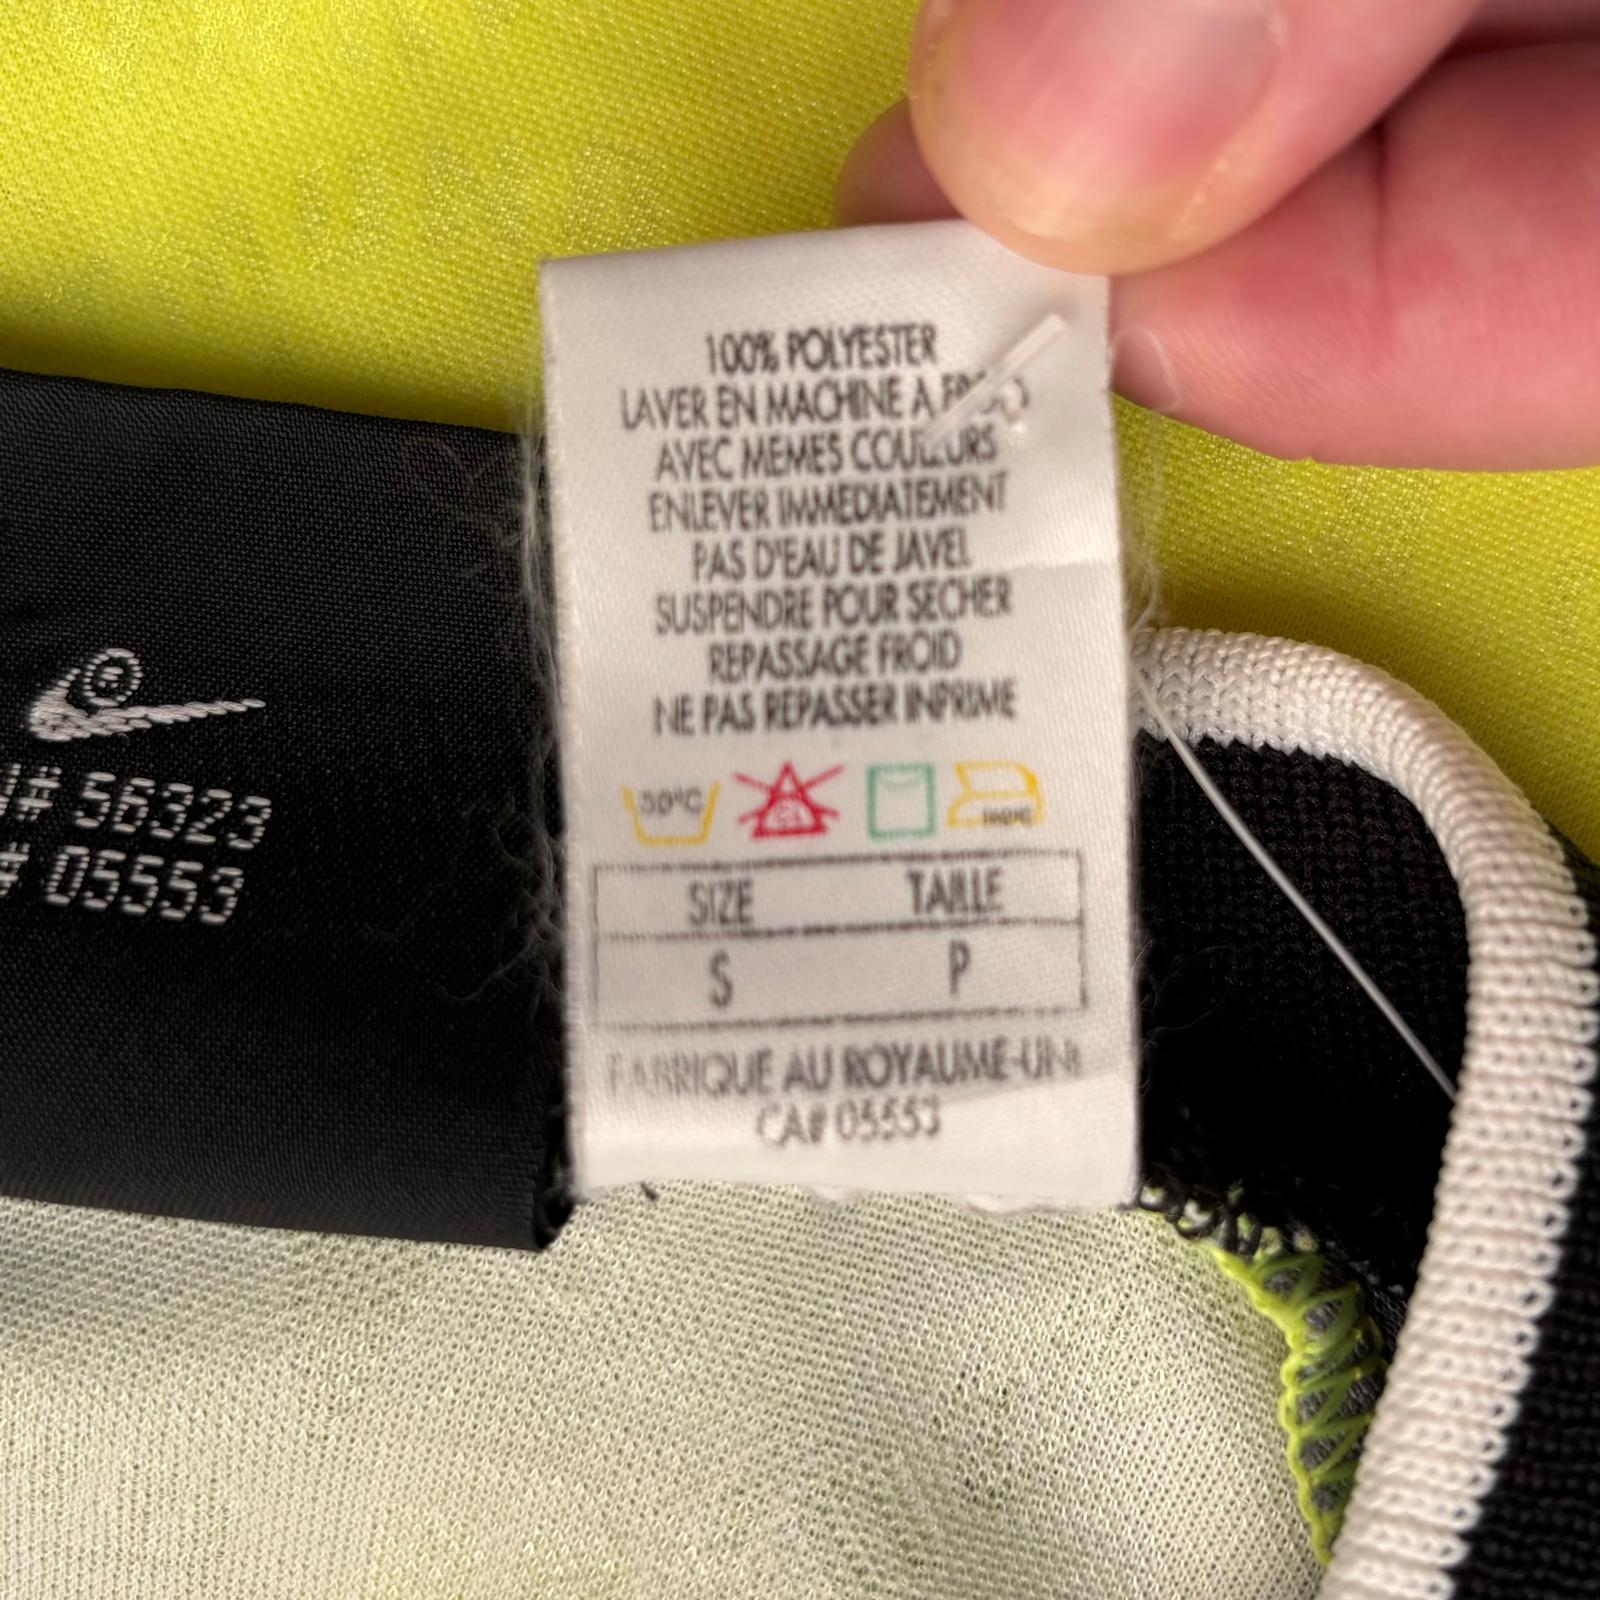 100% POLYESTER
LAVER EN MACHINE A FROID
AVEC MEMES COULEURS
ENLEVER IMMEDIATEMENT
PAS D'EAU DE JAVEL
SUSPENDRE POUR SECHER
REPASSAGE FROID
NE PAS REPASSER INPRIME
30°C
SIZE TAILLE
S P
FABRIQUE AU ROYAUME-UNI
CA# 05553
# 56323
# 05553